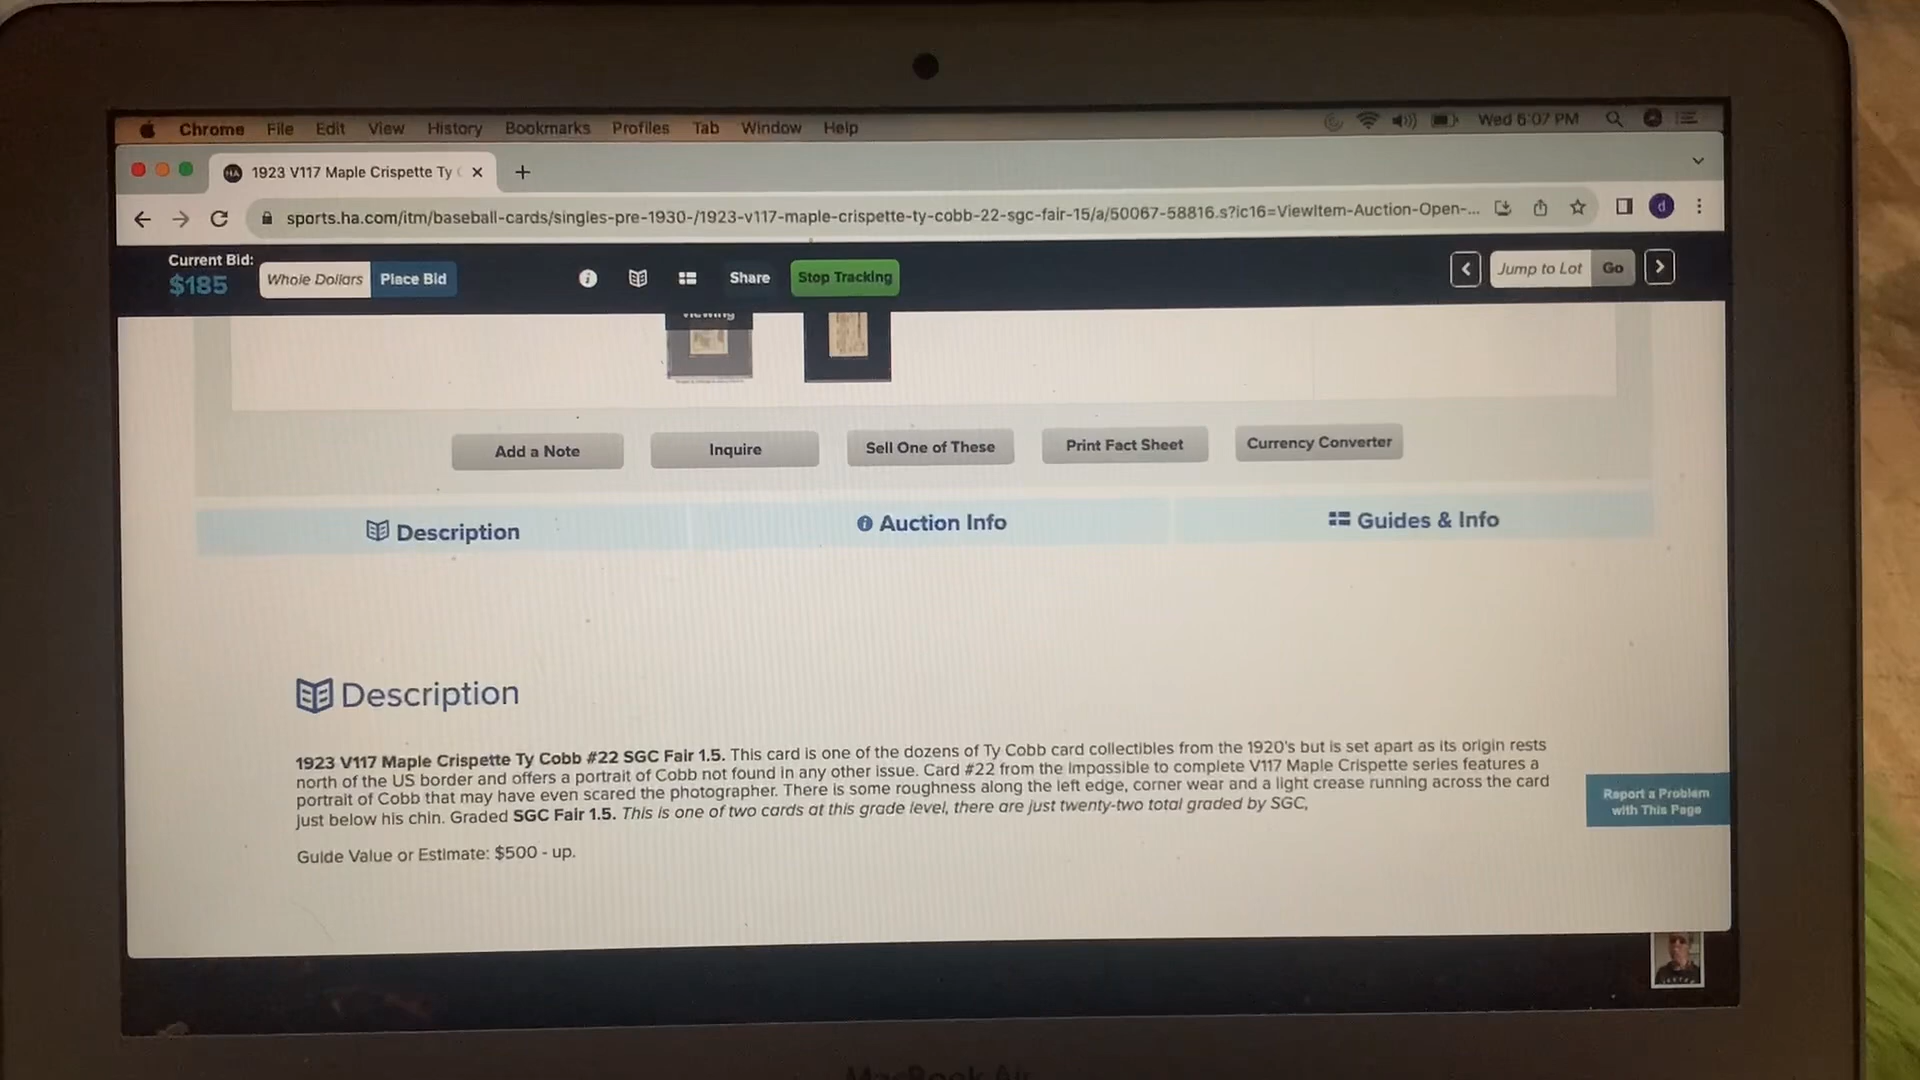 Chrome File Edit View History Bookmarks Profiles Tab Window Help Wed 6:07 PM
1923 V117 Maple Crispette Ty
sports.ha.com/itm/baseball-cards/singles-pre-1930-/1923-v117-maple-crispette-ty-cobb-22-sgc-fair-15/a/50067-58816.s?ic16=ViewItem-Auction-Open-... d
Current Bid:
$185
Whole Dollars Place Bid Share Stop Tracking Jump to Lot Go
viewing
Add a Note Inquire Sell One of These Print Fact Sheet Currency Converter
Description Auction Info Guides & Info
Description
1923 V117 Maple Crispette Ty Cobb #22 SGC Fair 1.5. This card is one of the dozens of Ty Cobb card collectibles from the 1920's but is set apart as its origin rests
north of the US border and offers a portrait of Cobb not found in any other issue. Card #22 from the impossible to complete V117 Maple Crispette series features a
portrait of Cobb that may have even scared the photographer. There is some roughness along the left edge, corner wear and a light crease running across the card
just below his chin. Graded SGC Fair 1.5. This is one of two cards at this grade level, there are just twenty-two total graded by SGC,
Guide Value or Estimate: $500 - up.
Report a Problem
with This Page
MacBook Air